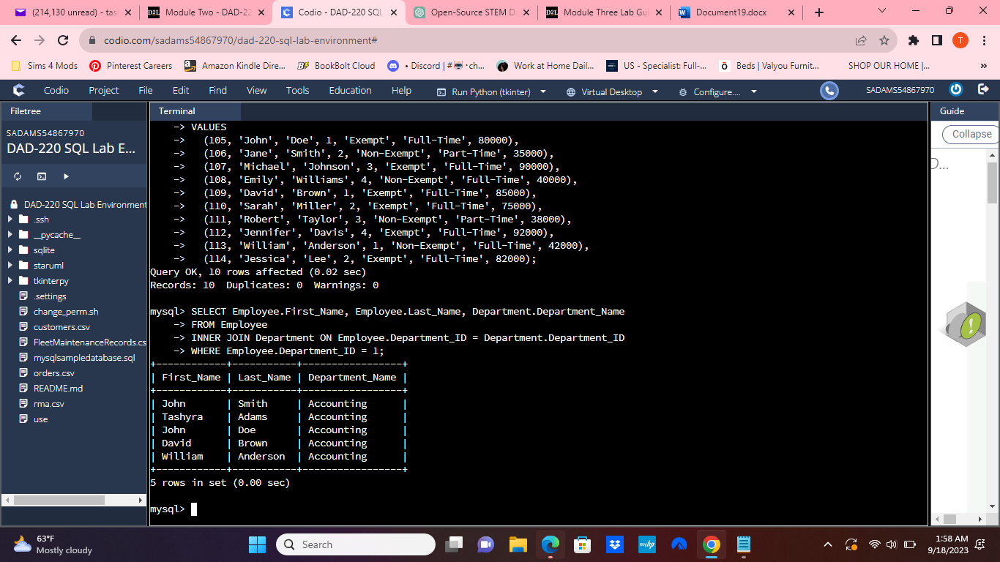 (214,130 unread) - tas
Module Two - DAD-22
Codio - DAD-220 SQL
Open-Source STEM D
Module Three Lab Gu
Document19.docx
codio.com/sadams54867970/dad-220-sql-lab-environment#
T
Sims 4 Mods
Pinterest Careers
Amazon Kindle Dire...
BookBolt Cloud
• Discord | #
ch...
Work at Home Dail...
US - Specialist: Full-...
Beds | Valyou Furnit...
SHOP OUR HOME |...
»
Codio Project File Edit Find View Tools Education Help Run Python (tkinter) Virtual Desktop Configure.... SADAMS54867970
Filetree
SADAMS54867970
DAD-220 SQL Lab E...
DAD-220 SQL Lab Environment
.ssh
__pycache__
sqlite
staruml
tkinterpy
.settings
change_perm.sh
customers.csv
FleetMaintenanceRecords.cs
mysqlsampledatabase.sql
orders.csv
README.md
rma.csv
use
Terminal
-> VALUES
-> (105, 'John', 'Doe', 1, 'Exempt', 'Full-Time', 80000),
-> (106, 'Jane', 'Smith', 2, 'Non-Exempt', 'Part-Time', 35000),
-> (107, 'Michael', 'Johnson', 3, 'Exempt', 'Full-Time', 90000),
-> (108, 'Emily', 'Williams', 4, 'Non-Exempt', 'Full-Time', 40000),
-> (109, 'David', 'Brown', 1, 'Exempt', 'Full-Time', 85000),
-> (110, 'Sarah', 'Miller', 2, 'Exempt', 'Full-Time', 75000),
-> (111, 'Robert', 'Taylor', 3, 'Non-Exempt', 'Part-Time', 38000),
-> (112, 'Jennifer', 'Davis', 4, 'Exempt', 'Full-Time', 92000),
-> (113, 'William', 'Anderson', 1, 'Non-Exempt', 'Full-Time', 42000),
-> (114, 'Jessica', 'Lee', 2, 'Exempt', 'Full-Time', 82000);
Query OK, 10 rows affected (0.02 sec)
Records: 10  Duplicates: 0  Warnings: 0
mysql> SELECT Employee.First_Name, Employee.Last_Name, Department.Department_Name
-> FROM Employee
-> INNER JOIN Department ON Employee.Department_ID = Department.Department_ID
-> WHERE Employee.Department_ID = 1;
+------------+-----------+-----------------+
| First_Name | Last_Name | Department_Name |
+------------+-----------+-----------------+
| John       | Smith     | Accounting      |
| Tashyra    | Adams     | Accounting      |
| John       | Doe       | Accounting      |
| David      | Brown     | Accounting      |
| William    | Anderson  | Accounting      |
+------------+-----------+-----------------+
5 rows in set (0.00 sec)
mysql>
Guide
Collapse
D...
63°F
Mostly cloudy
Search
myhp
1:58 AM
9/18/2023